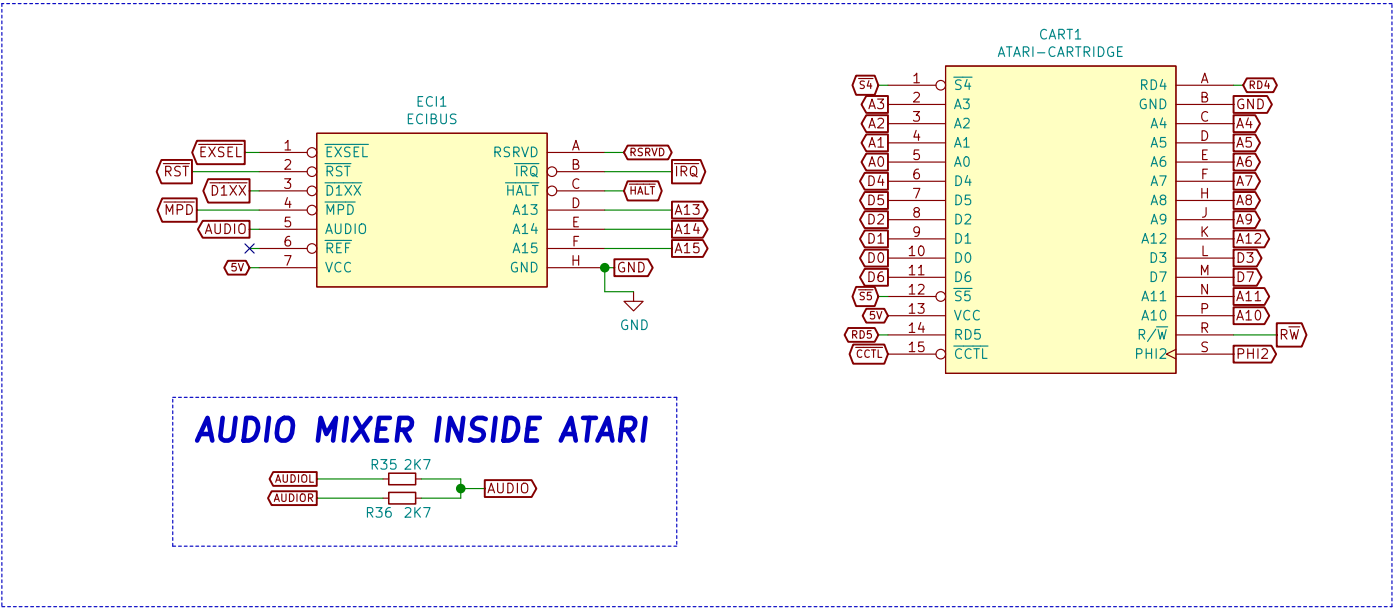 CART1
ATARI-CARTRIDGE
S4 1 S4 RD4 A RD4
A3 2 A3 GND B GND
A2 3 A2 A4 C A4
A1 4 A1 A5 D A5
A0 5 A0 A6 E A6
D4 6 D4 A7 F A7
D5 7 D5 A8 H A8
D2 8 D2 A9 J A9
D1 9 D1 A12 K A12
D0 10 D0 D3 L D3
D6 11 D6 D7 M D7
S5 12 S5 A11 N A11
5V 13 VCC A10 P A10
RD5 14 RD5 R/W R RW
CCTL 15 CCTL PHI2 S PHI2
ECI1
ECIBUS
EXSEL 1 EXSEL RSRVD A RSRVD
RST 2 RST IRQ B IRQ
D1XX 3 D1XX HALT C HALT
MPD 4 MPD A13 D A13
AUDIO 5 AUDIO A14 E A14
6 REF A15 F A15
5V 7 VCC GND H GND
GND
AUDIO MIXER INSIDE ATARI
R35 2K7
AUDIOL
AUDIO
AUDIOR
R36 2K7